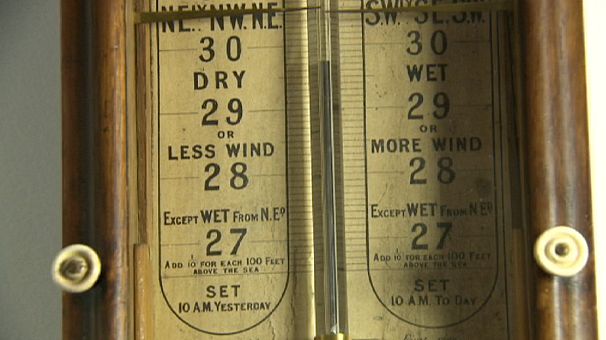 30
DRY
29
OR
LESS WIND
28
EXCEPT WET FROM N.ED
27
ADD 1/10 FOR EACH 100 FEET
ABOVE THE SEA
SET
10 A.M. YESTERDAY
30
WET
29
OR
MORE WIND
28
EXCEPT WET FROM N.ED
27
ADD 1/10 FOR EACH 100 FEET
ABOVE THE SEA
SET
10 A.M. TO DAY